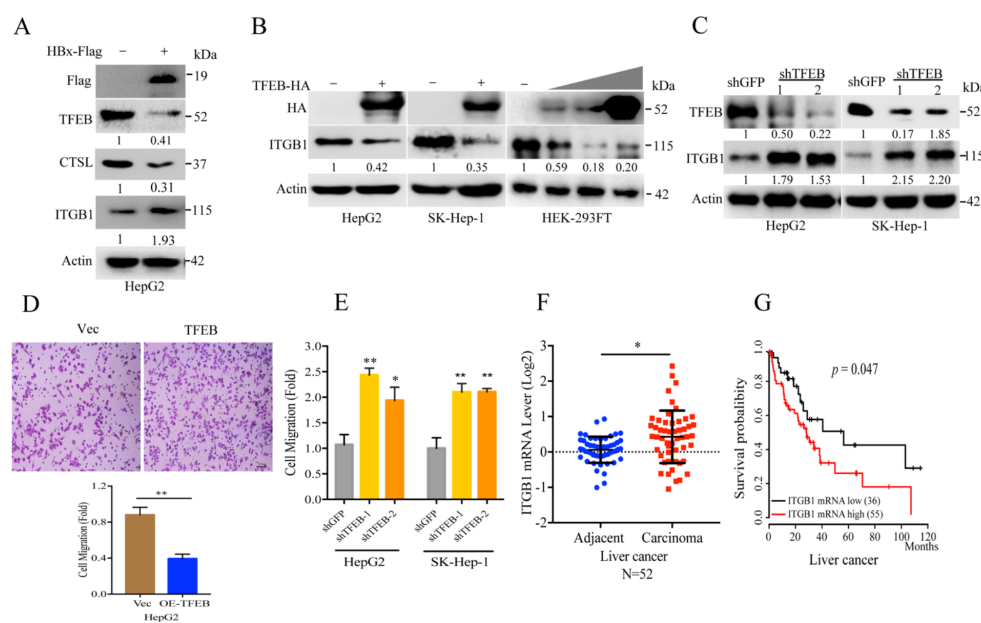 A
HBx-Flag − + kDa
Flag 19
TFEB 52
1 0.41
CTSL 37
1 0.31
ITGB1 115
1 1.93
Actin 42
HepG2
B
TFEB-HA − + − + − kDa
HA 52
ITGB1 115
1 0.42 1 0.35 1 0.59 0.18 0.20
Actin 42
HepG2 SK-Hep-1 HEK-293FT
C
shGFP shTFEB shGFP shTFEB
1 2 1 2 kDa
TFEB 52
1 0.50 0.22 1 0.17 1.85
ITGB1 115
1 1.79 1.53 1 2.15 2.20
Actin 42
HepG2 SK-Hep-1
D
Vec TFEB
Cell Migration (Fold)
1.2
0.8
0.4
0.0
**
Vec OE-TFEB
HepG2
E
Cell Migration (Fold)
3.0
2.5
2.0
1.5
1.0
0.5
0.0
** * ** **
shGFP shTFEB-1 shTFEB-2 shGFP shTFEB-1 shTFEB-2
HepG2 SK-Hep-1
F
ITGB1 mRNA Lever (Log2)
3
2
1
0
-1
-2
*
Adjacent Carcinoma
Liver cancer
N=52
G
Survival probalibity
1.0
0.8
0.6
0.4
0.2
0.0
p = 0.047
ITGB1 mRNA low (36)
ITGB1 mRNA high (55)
0 20 40 60 80 100 120
Months
Liver cancer